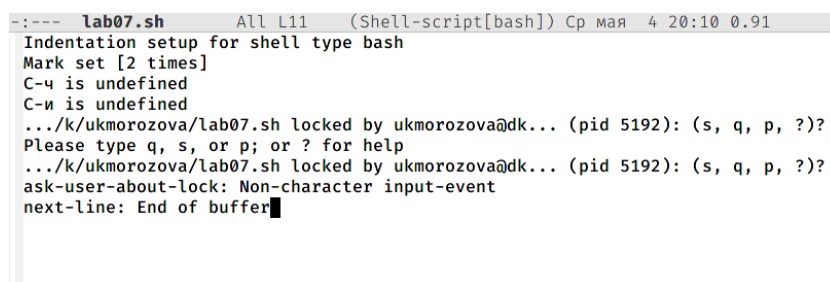 -:---  lab07.sh       All L11    (Shell-script[bash]) Ср мая  4 20:10 0.91
Indentation setup for shell type bash
Mark set [2 times]
C-ч is undefined
C-и is undefined
.../k/ukmorozova/lab07.sh locked by ukmorozova@dk... (pid 5192): (s, q, p, ?)?
Please type q, s, or p; or ? for help
.../k/ukmorozova/lab07.sh locked by ukmorozova@dk... (pid 5192): (s, q, p, ?)?
ask-user-about-lock: Non-character input-event
next-line: End of buffer